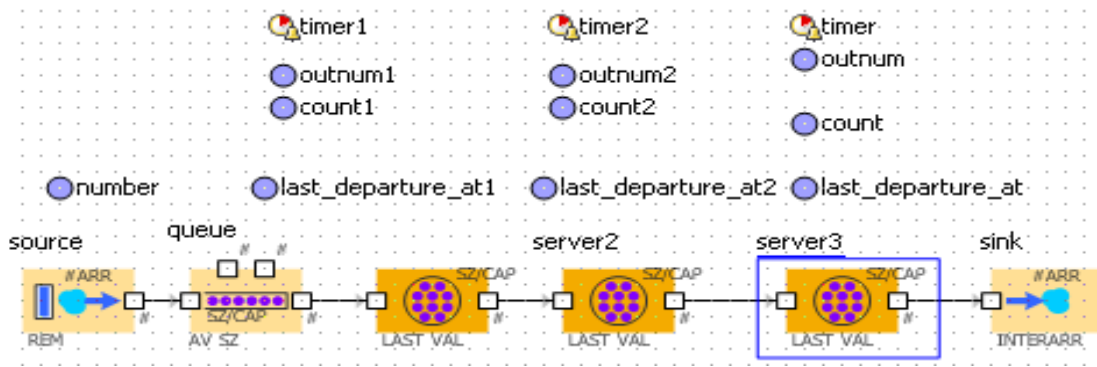 timer1 timer2 timer
outnum1 outnum2 outnum
count1 count2 count
number last_departure_at1 last_departure_at2 last_departure_at
source queue server2 server3 sink
# #
#ARR SZ/CAP SZ/CAP SZ/CAP #ARR
SZ/CAP
# # # # #
REM AV SZ LAST VAL LAST VAL LAST VAL INTERARR